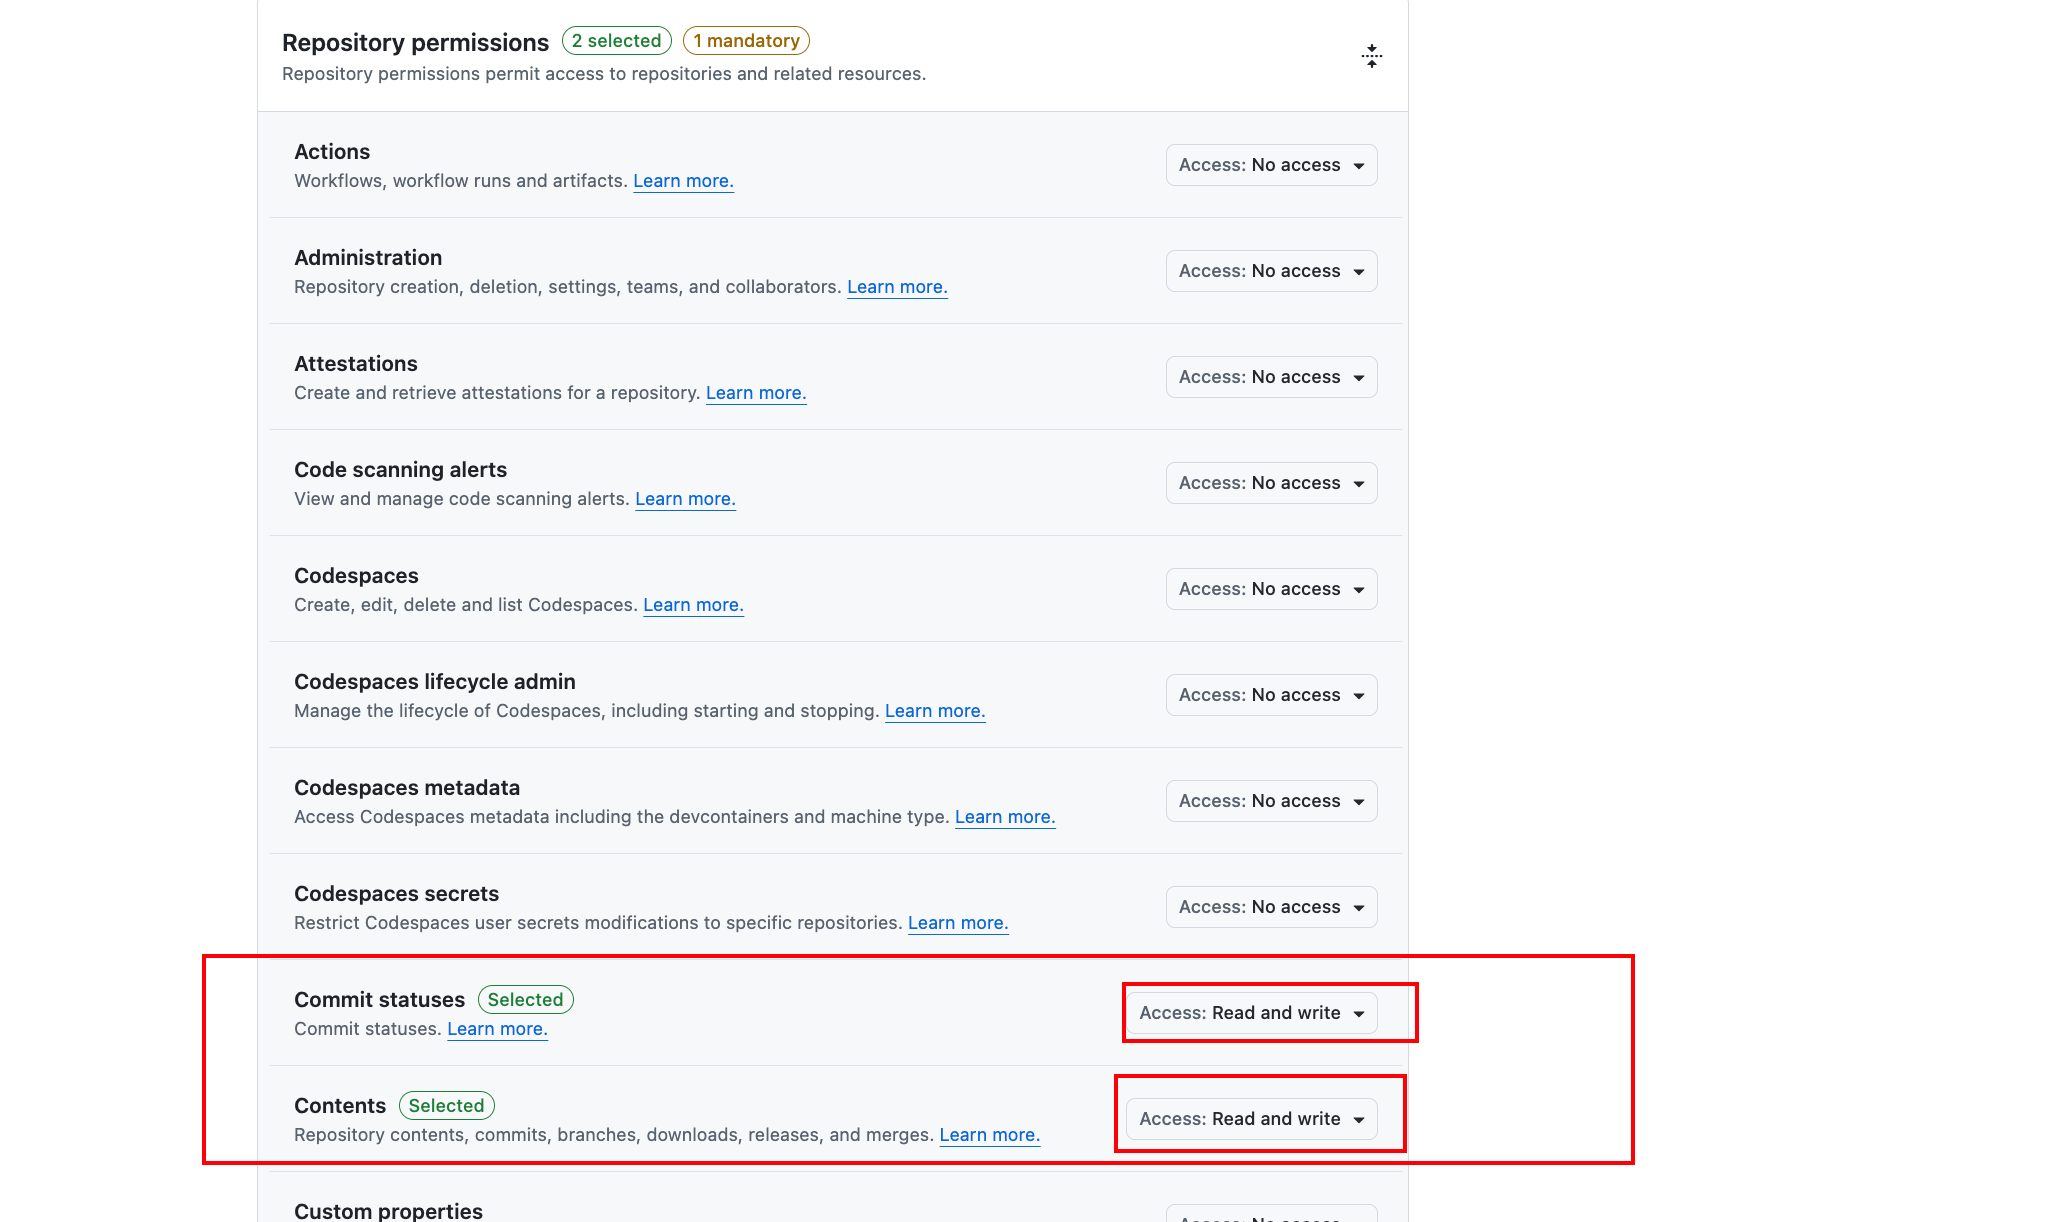 Repository permissions 2 selected 1 mandatory
Repository permissions permit access to repositories and related resources.
Actions
Workflows, workflow runs and artifacts. Learn more.
Access: No access
Administration
Repository creation, deletion, settings, teams, and collaborators. Learn more.
Access: No access
Attestations
Create and retrieve attestations for a repository. Learn more.
Access: No access
Code scanning alerts
View and manage code scanning alerts. Learn more.
Access: No access
Codespaces
Create, edit, delete and list Codespaces. Learn more.
Access: No access
Codespaces lifecycle admin
Manage the lifecycle of Codespaces, including starting and stopping. Learn more.
Access: No access
Codespaces metadata
Access Codespaces metadata including the devcontainers and machine type. Learn more.
Access: No access
Codespaces secrets
Restrict Codespaces user secrets modifications to specific repositories. Learn more.
Access: No access
Commit statuses Selected
Commit statuses. Learn more.
Access: Read and write
Contents Selected
Repository contents, commits, branches, downloads, releases, and merges. Learn more.
Access: Read and write
Custom properties